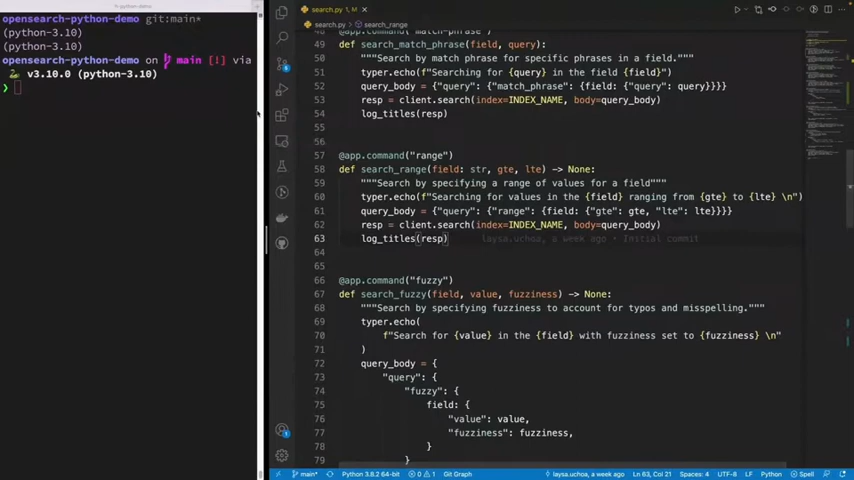 opensearch-python-demo git:main*
(python-3.10)
(python-3.10)
opensearch-python-demo on main [!] via
v3.10.0 (python-3.10)
❯
search.py 1, M
search.py > search_range
@app.command("match-phrase")
49 def search_match_phrase(field, query):
50 """Search by match phrase for specific phrases in a field."""
51 typer.echo(f"Searching for {query} in the field {field}")
52 query_body = {"query": {"match_phrase": {field: {"query": query}}}}
53 resp = client.search(index=INDEX_NAME, body=query_body)
54 log_titles(resp)
55
56
57 @app.command("range")
58 def search_range(field: str, gte, lte) -> None:
59 """Search by specifying a range of values for a field"""
60 typer.echo(f"Searching for values in the {field} ranging from {gte} to {lte} \n")
61 query_body = {"query": {"range": {field: {"gte": gte, "lte": lte}}}}
62 resp = client.search(index=INDEX_NAME, body=query_body)
63 log_titles(resp) laysa.uchoa, a week ago • Initial commit
64
65
66 @app.command("fuzzy")
67 def search_fuzzy(field, value, fuzziness) -> None:
68 """Search by specifying fuzziness to account for typos and misspelling."""
69 typer.echo(
70 f"Search for {value} in the {field} with fuzziness set to {fuzziness} \n"
71 )
72 query_body = {
73 "query": {
74 "fuzzy": {
75 field: {
76 "value": value,
77 "fuzziness": fuzziness,
78 }
79 }
main* Python 3.8.2 64-bit 0 1 Git Graph laysa.uchoa, a week ago Ln 63, Col 21 Spaces: 4 UTF-8 LF Python Spell